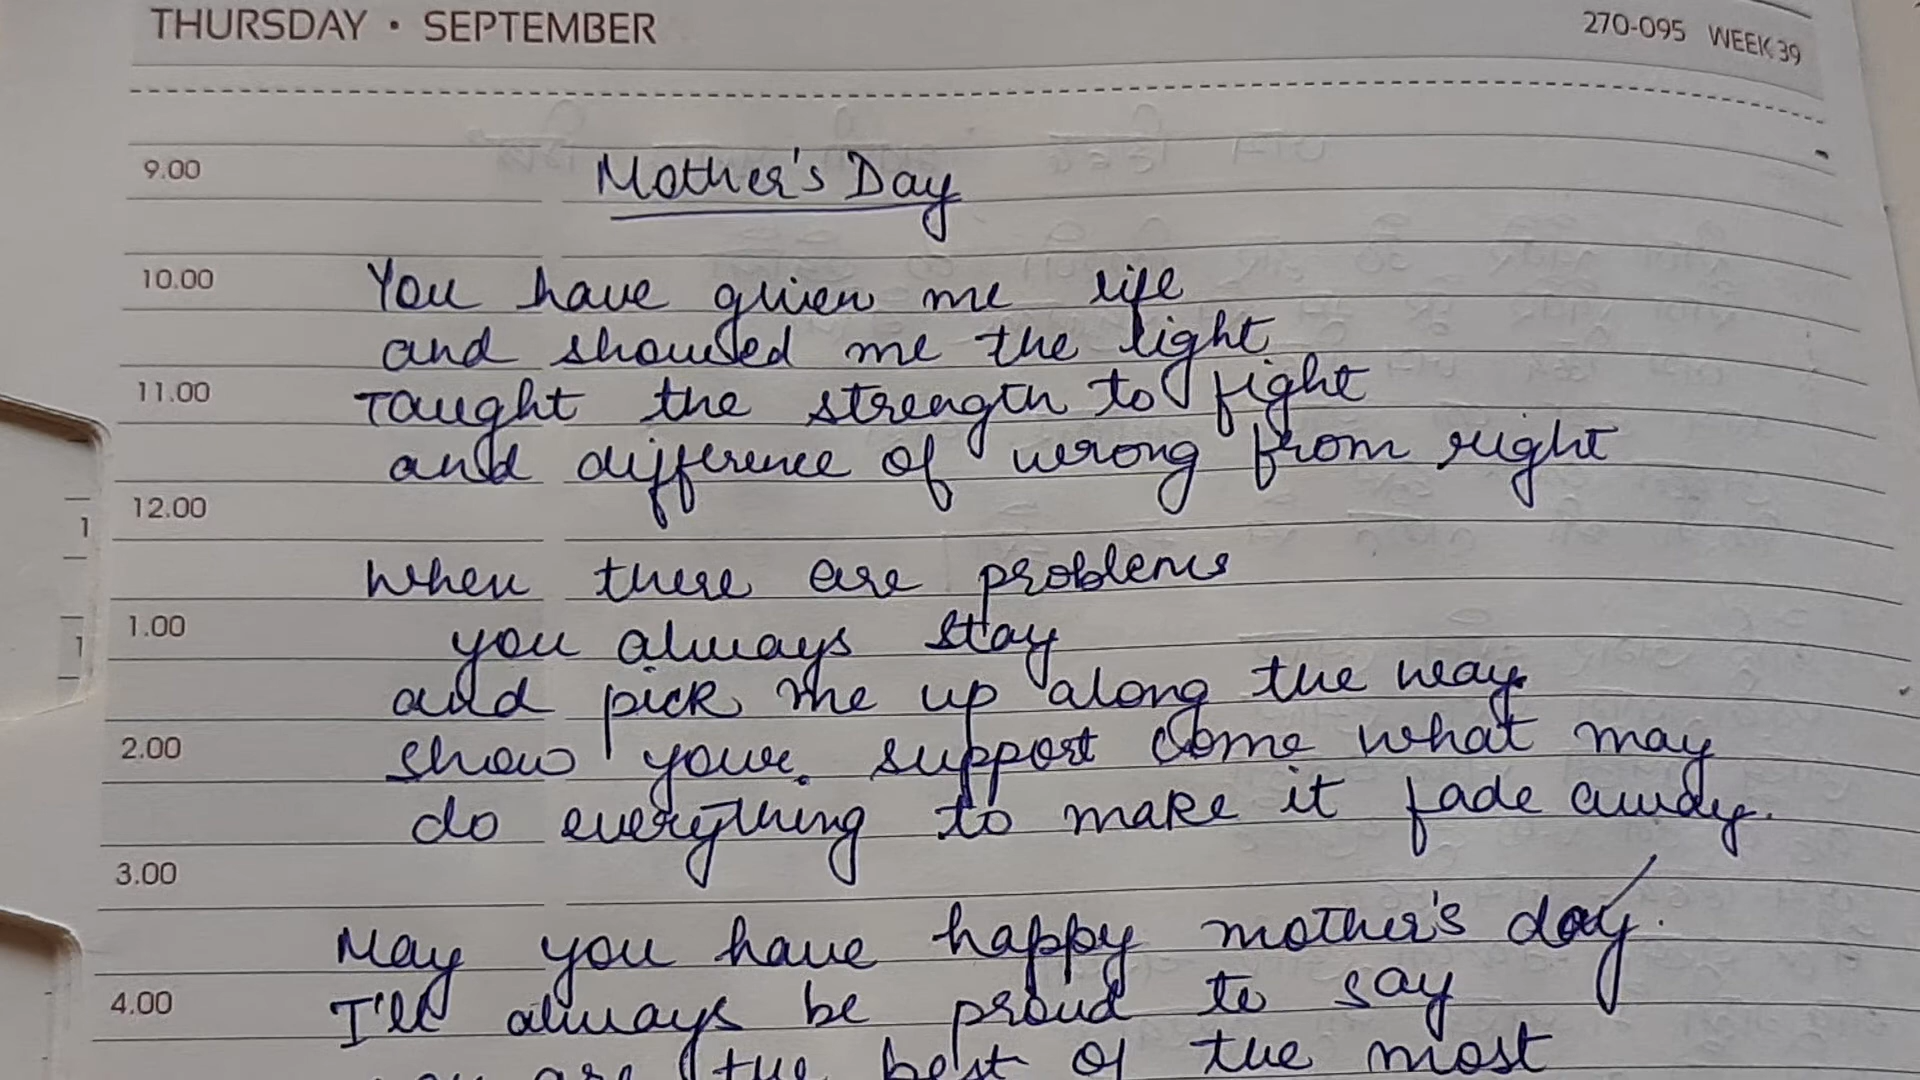 THURSDAY • SEPTEMBER
270-095 WEEK 39
9.00
Mother's Day
10.00
You have given me life
and showed me the light
11.00
Taught the strength to fight
and difference of wrong from right
12.00
When there are problems
1
1.00
you always stay
1
and pick me up along the way
2.00
show your support come what may
do everything to make it fade away.
3.00
May you have happy mother's day.
4.00
I'll always be proud to say
you are the best of the most